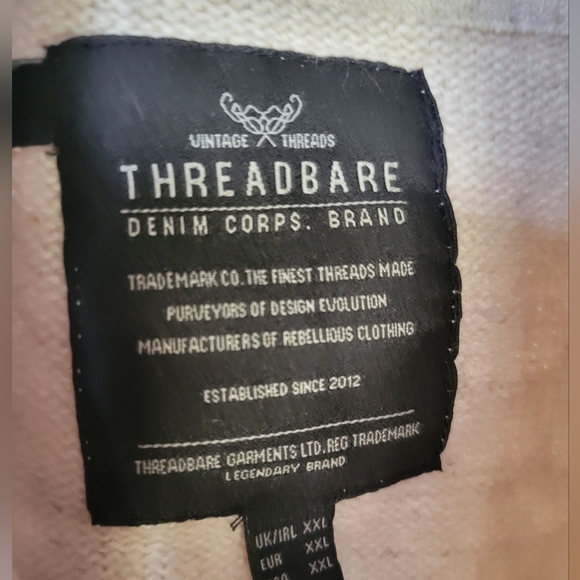 VINTAGE THREADS
THREADBARE
DENIM CORPS. BRAND
TRADEMARK CO. THE FINEST THREADS MADE
PURVEYORS OF DESIGN EVOLUTION
MANUFACTURERS OF REBELLIOUS CLOTHING
ESTABLISHED SINCE 2012
THREADBARE GARMENTS LTD. REG TRADEMARK
LEGENDARY BRAND
UK/IRL XXL
EUR XXL
XXL